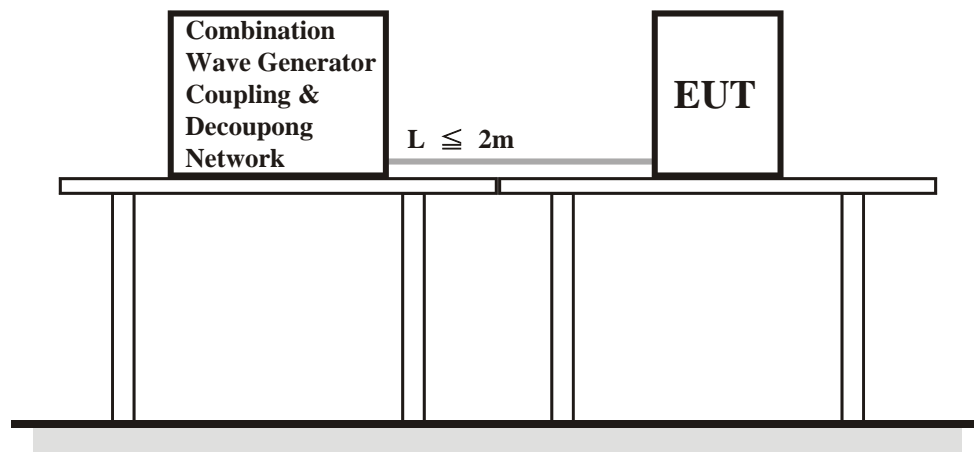 Combination
Wave Generator
Coupling &
Decoupong
Network
L ≦ 2m
EUT